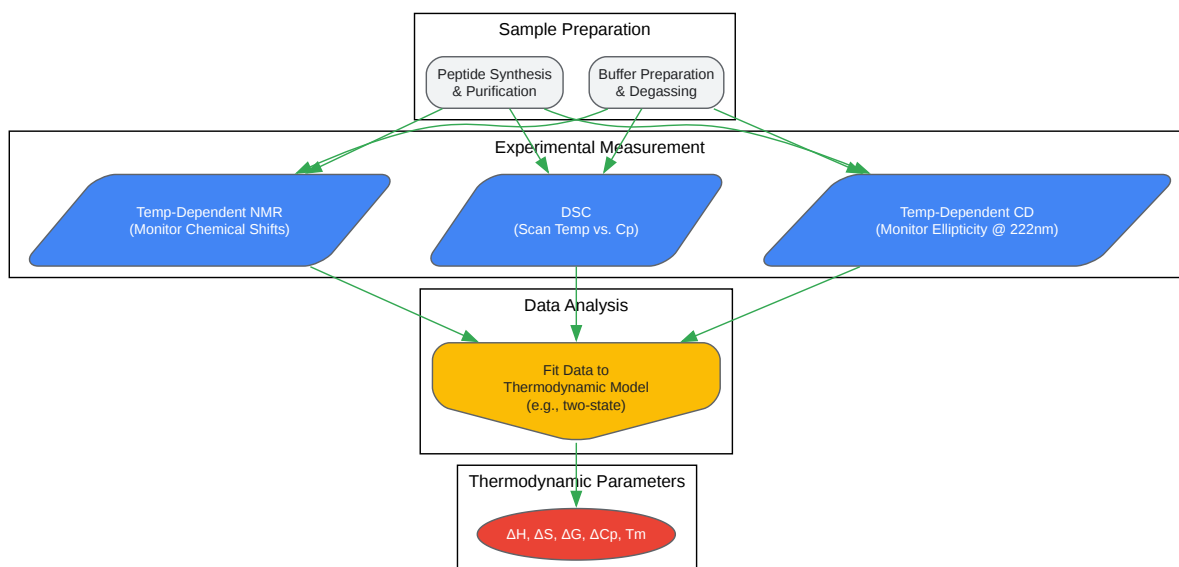 Sample Preparation
Peptide Synthesis
& Purification
Buffer Preparation
& Degassing
Experimental Measurement
Temp-Dependent NMR
(Monitor Chemical Shifts)
DSC
(Scan Temp vs. Cp)
Temp-Dependent CD
(Monitor Ellipticity @ 222nm)
Data Analysis
Fit Data to
Thermodynamic Model
(e.g., two-state)
Thermodynamic Parameters
ΔH, ΔS, ΔG, ΔCp, Tm